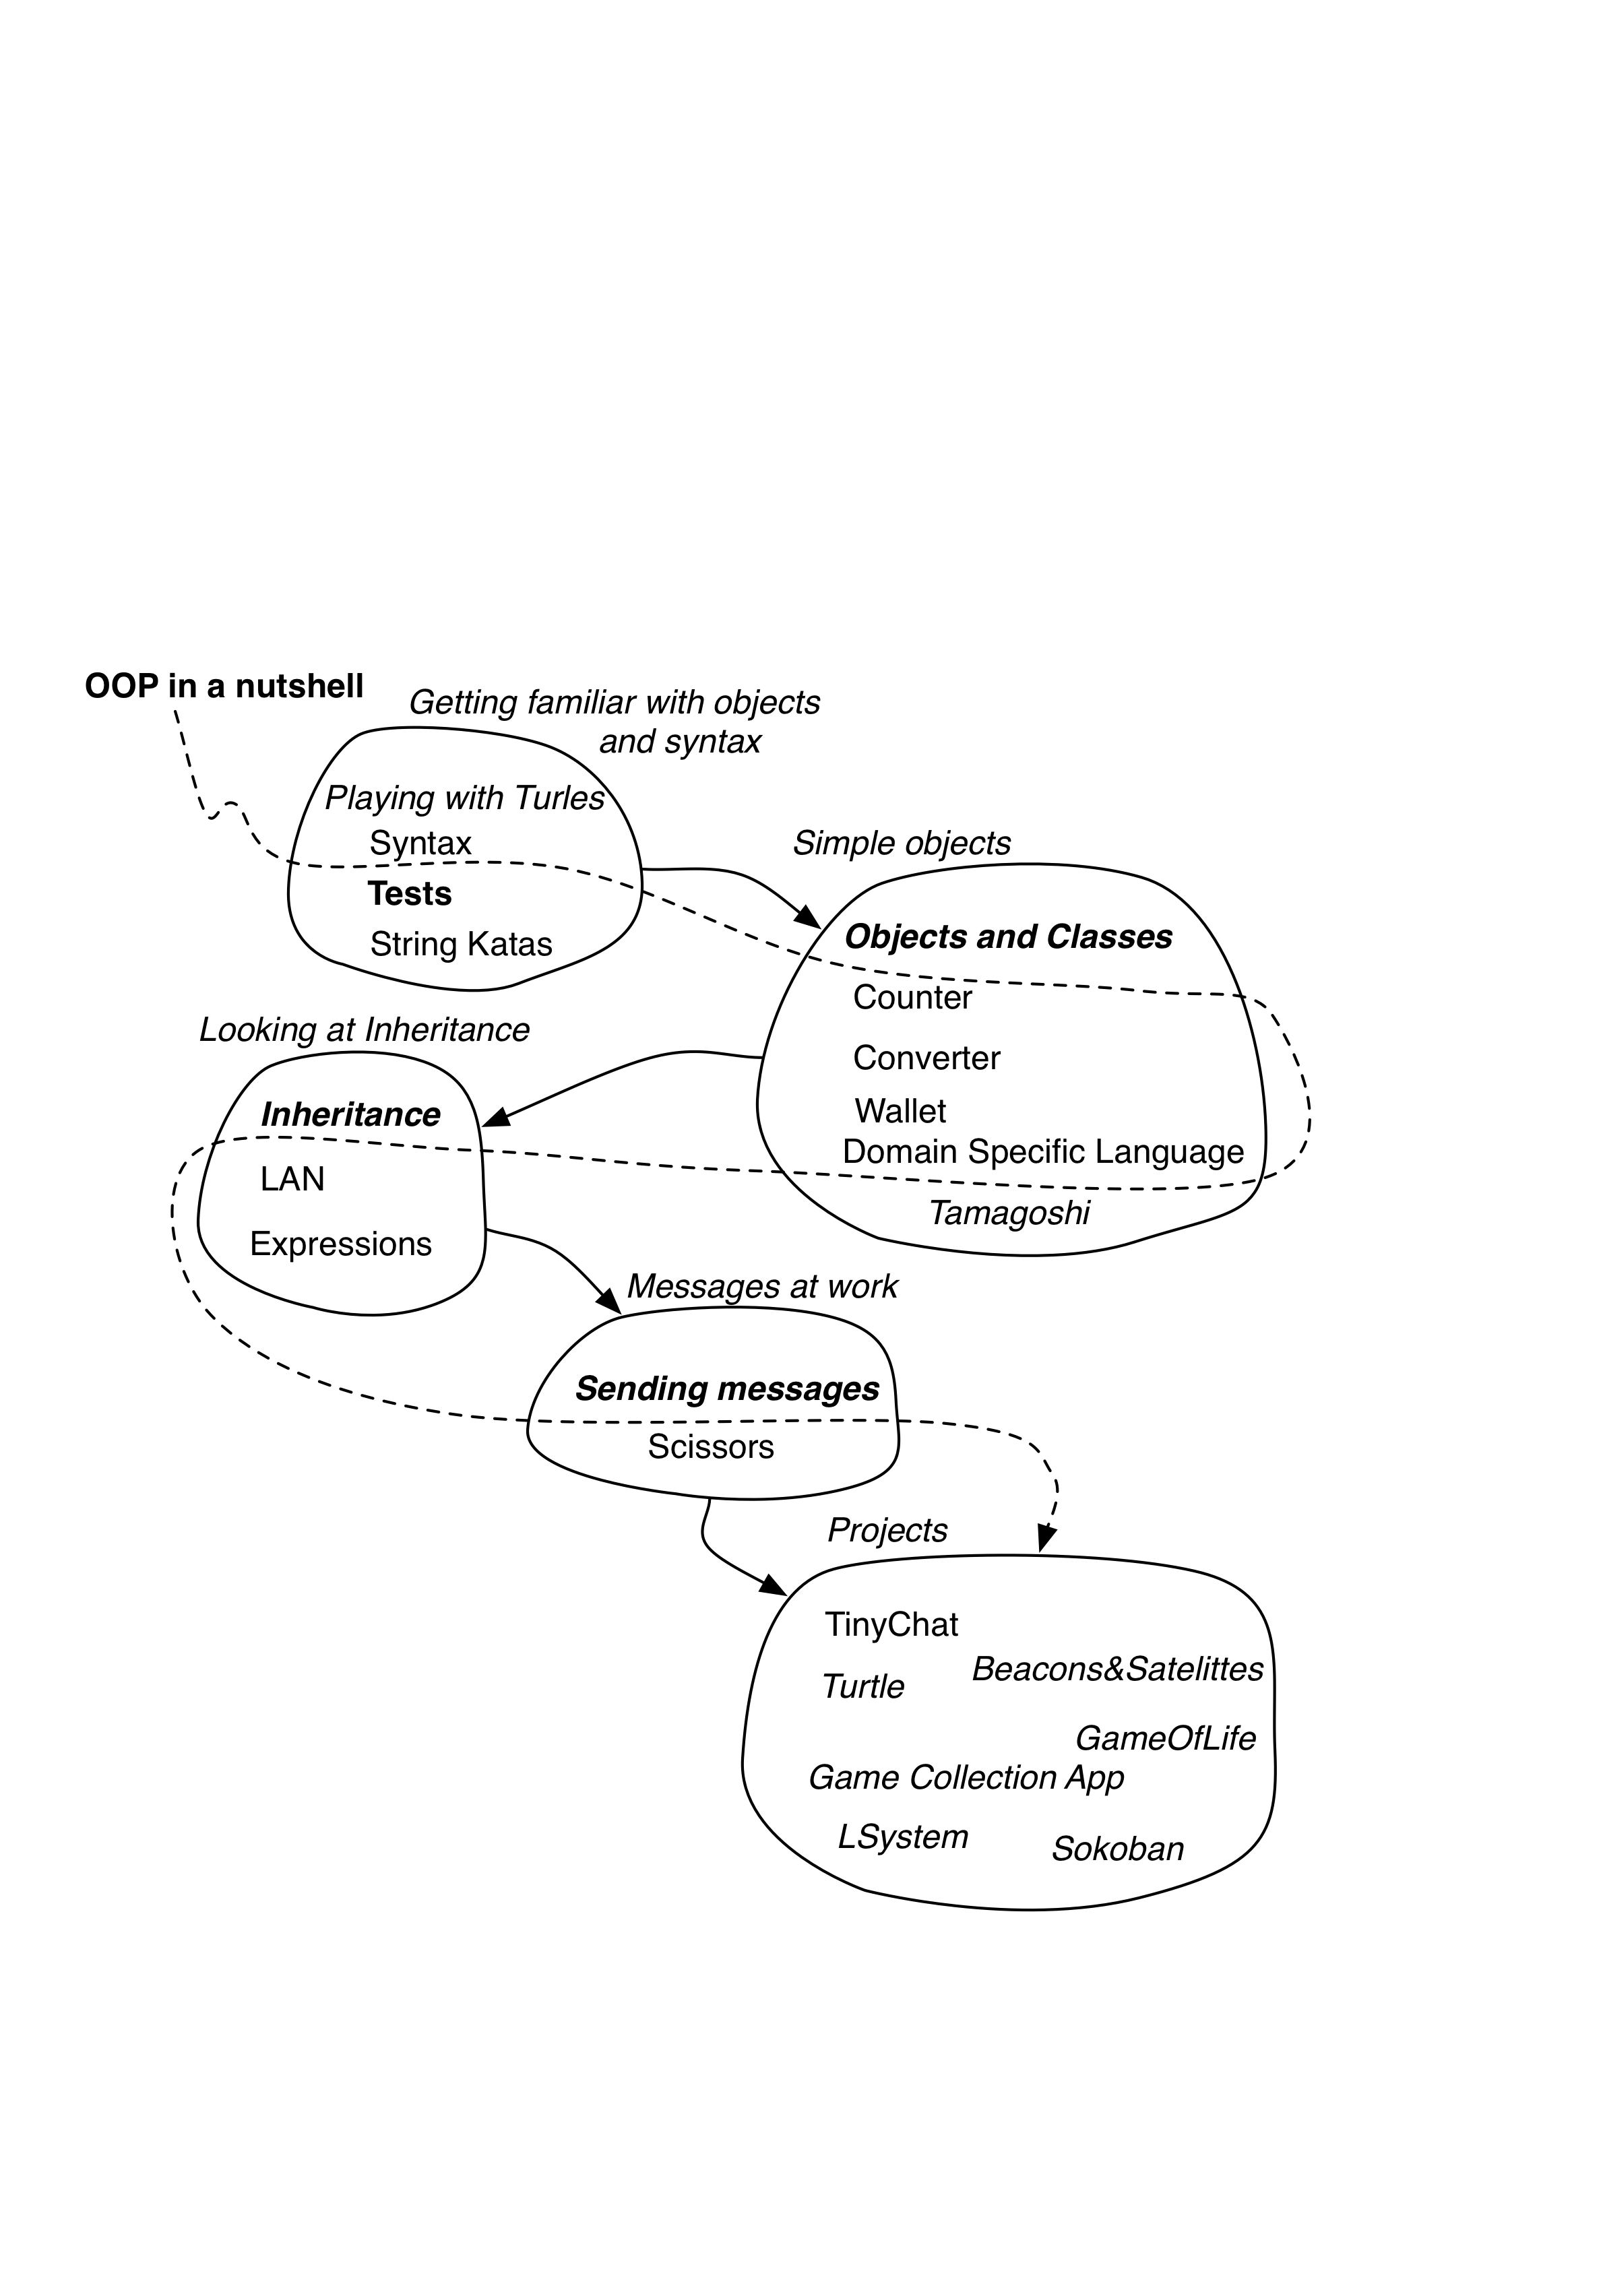 OOP in a nutshell
Getting familiar with objects
and syntax
Playing with Turles
Syntax
Tests
String Katas
Simple objects
Objects and Classes
Counter
Converter
Wallet
Domain Specific Language
Tamagoshi
Looking at Inheritance
Inheritance
LAN
Expressions
Messages at work
Sending messages
Scissors
Projects
TinyChat
Beacons&Satelittes
Turtle
GameOfLife
Game Collection App
LSystem
Sokoban